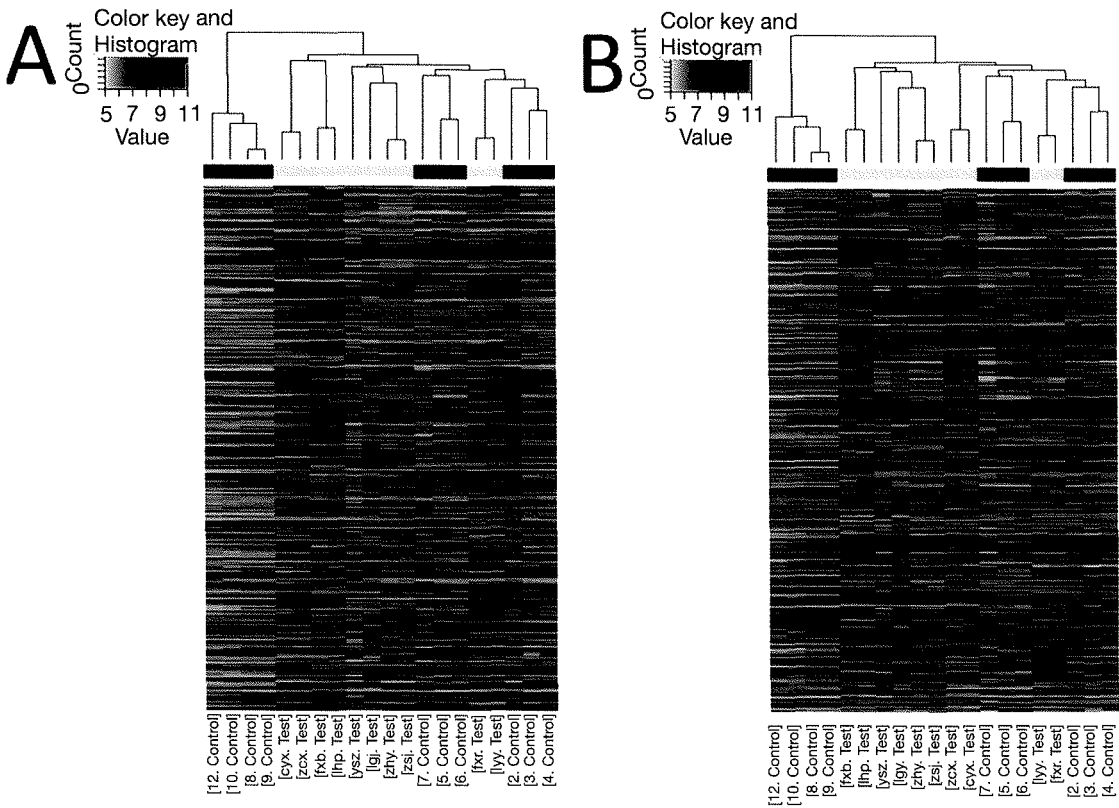 A
Color key and
Histogram
0 Count
5 7 9 11
Value
[12. Control]
[10. Control]
[8. Control]
[9. Control]
[cyx. Test]
[zcx. Test]
[fxb. Test]
[lhp. Test]
[ysz. Test]
[lgj. Test]
[zhy. Test]
[zsj. Test]
[7. Control]
[5. Control]
[6. Control]
[fxr. Test]
[lyy. Test]
[2. Control]
[3. Control]
[4. Control]
B
Color key and
Histogram
0 Count
5 7 9 11
Value
[12. Control]
[10. Control]
[8. Control]
[9. Control]
[fxb. Test]
[lhp. Test]
[ysz. Test]
[lgy. Test]
[zhy. Test]
[zsj. Test]
[zcx. Test]
[cyx. Test]
[7. Control]
[5. Control]
[6. Control]
[lyy. Test]
[fxr. Test]
[2. Control]
[3. Control]
[4. Control]